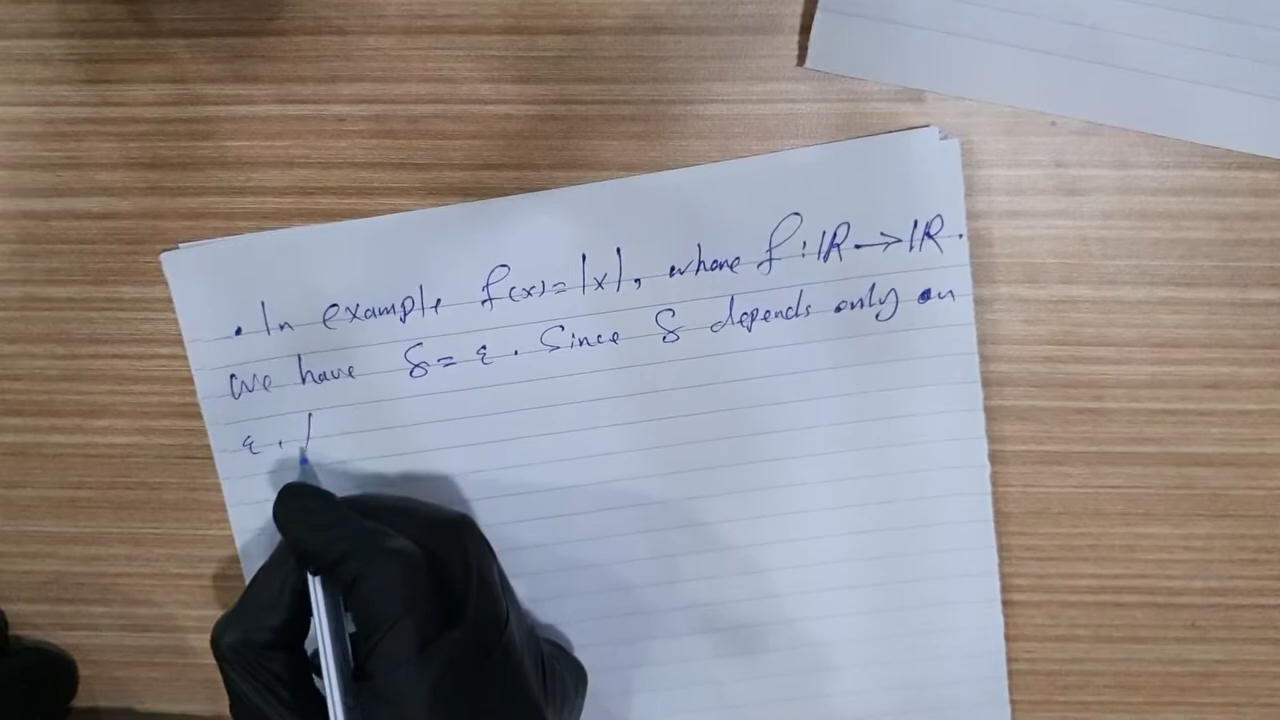 • In example f(x)=|x|, where f:ℝ→ℝ.
We have δ=ε. Since δ depends only on
ε.